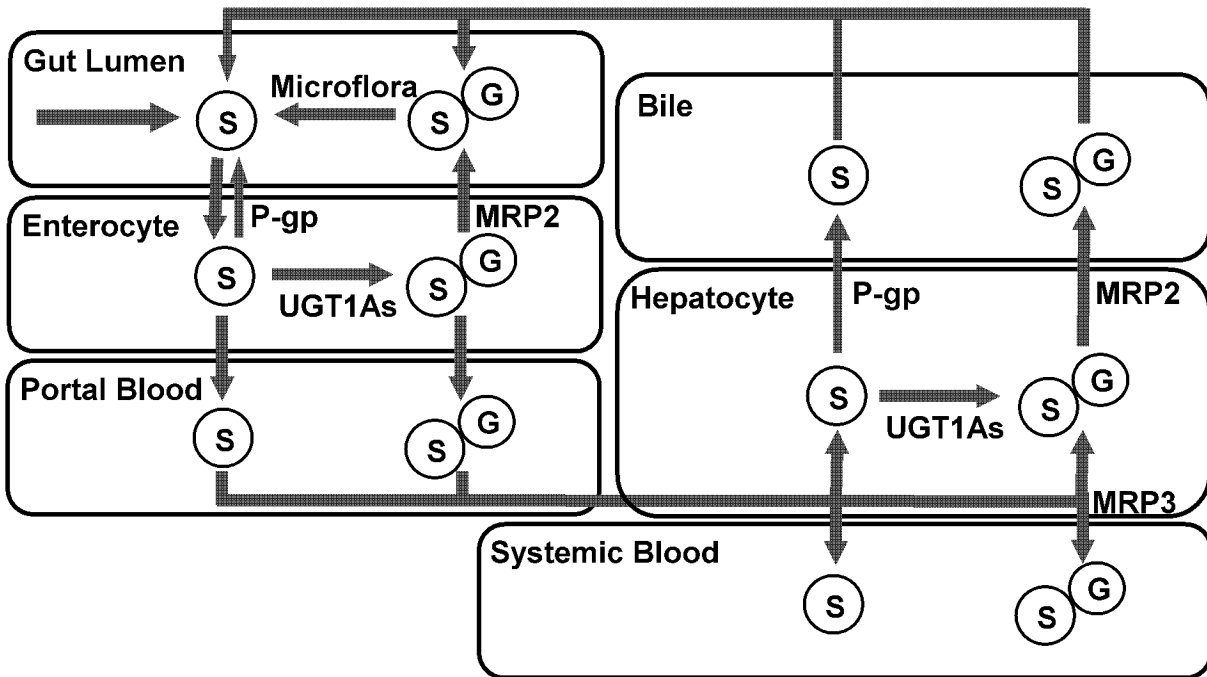 Gut Lumen
Microflora
S
S
G
P-gp
MRP2
Enterocyte
S
UGT1As
S
G
Portal Blood
S
S
G
Bile
S
S
G
Hepatocyte
P-gp
MRP2
S
UGT1As
S
G
MRP3
Systemic Blood
S
S
G